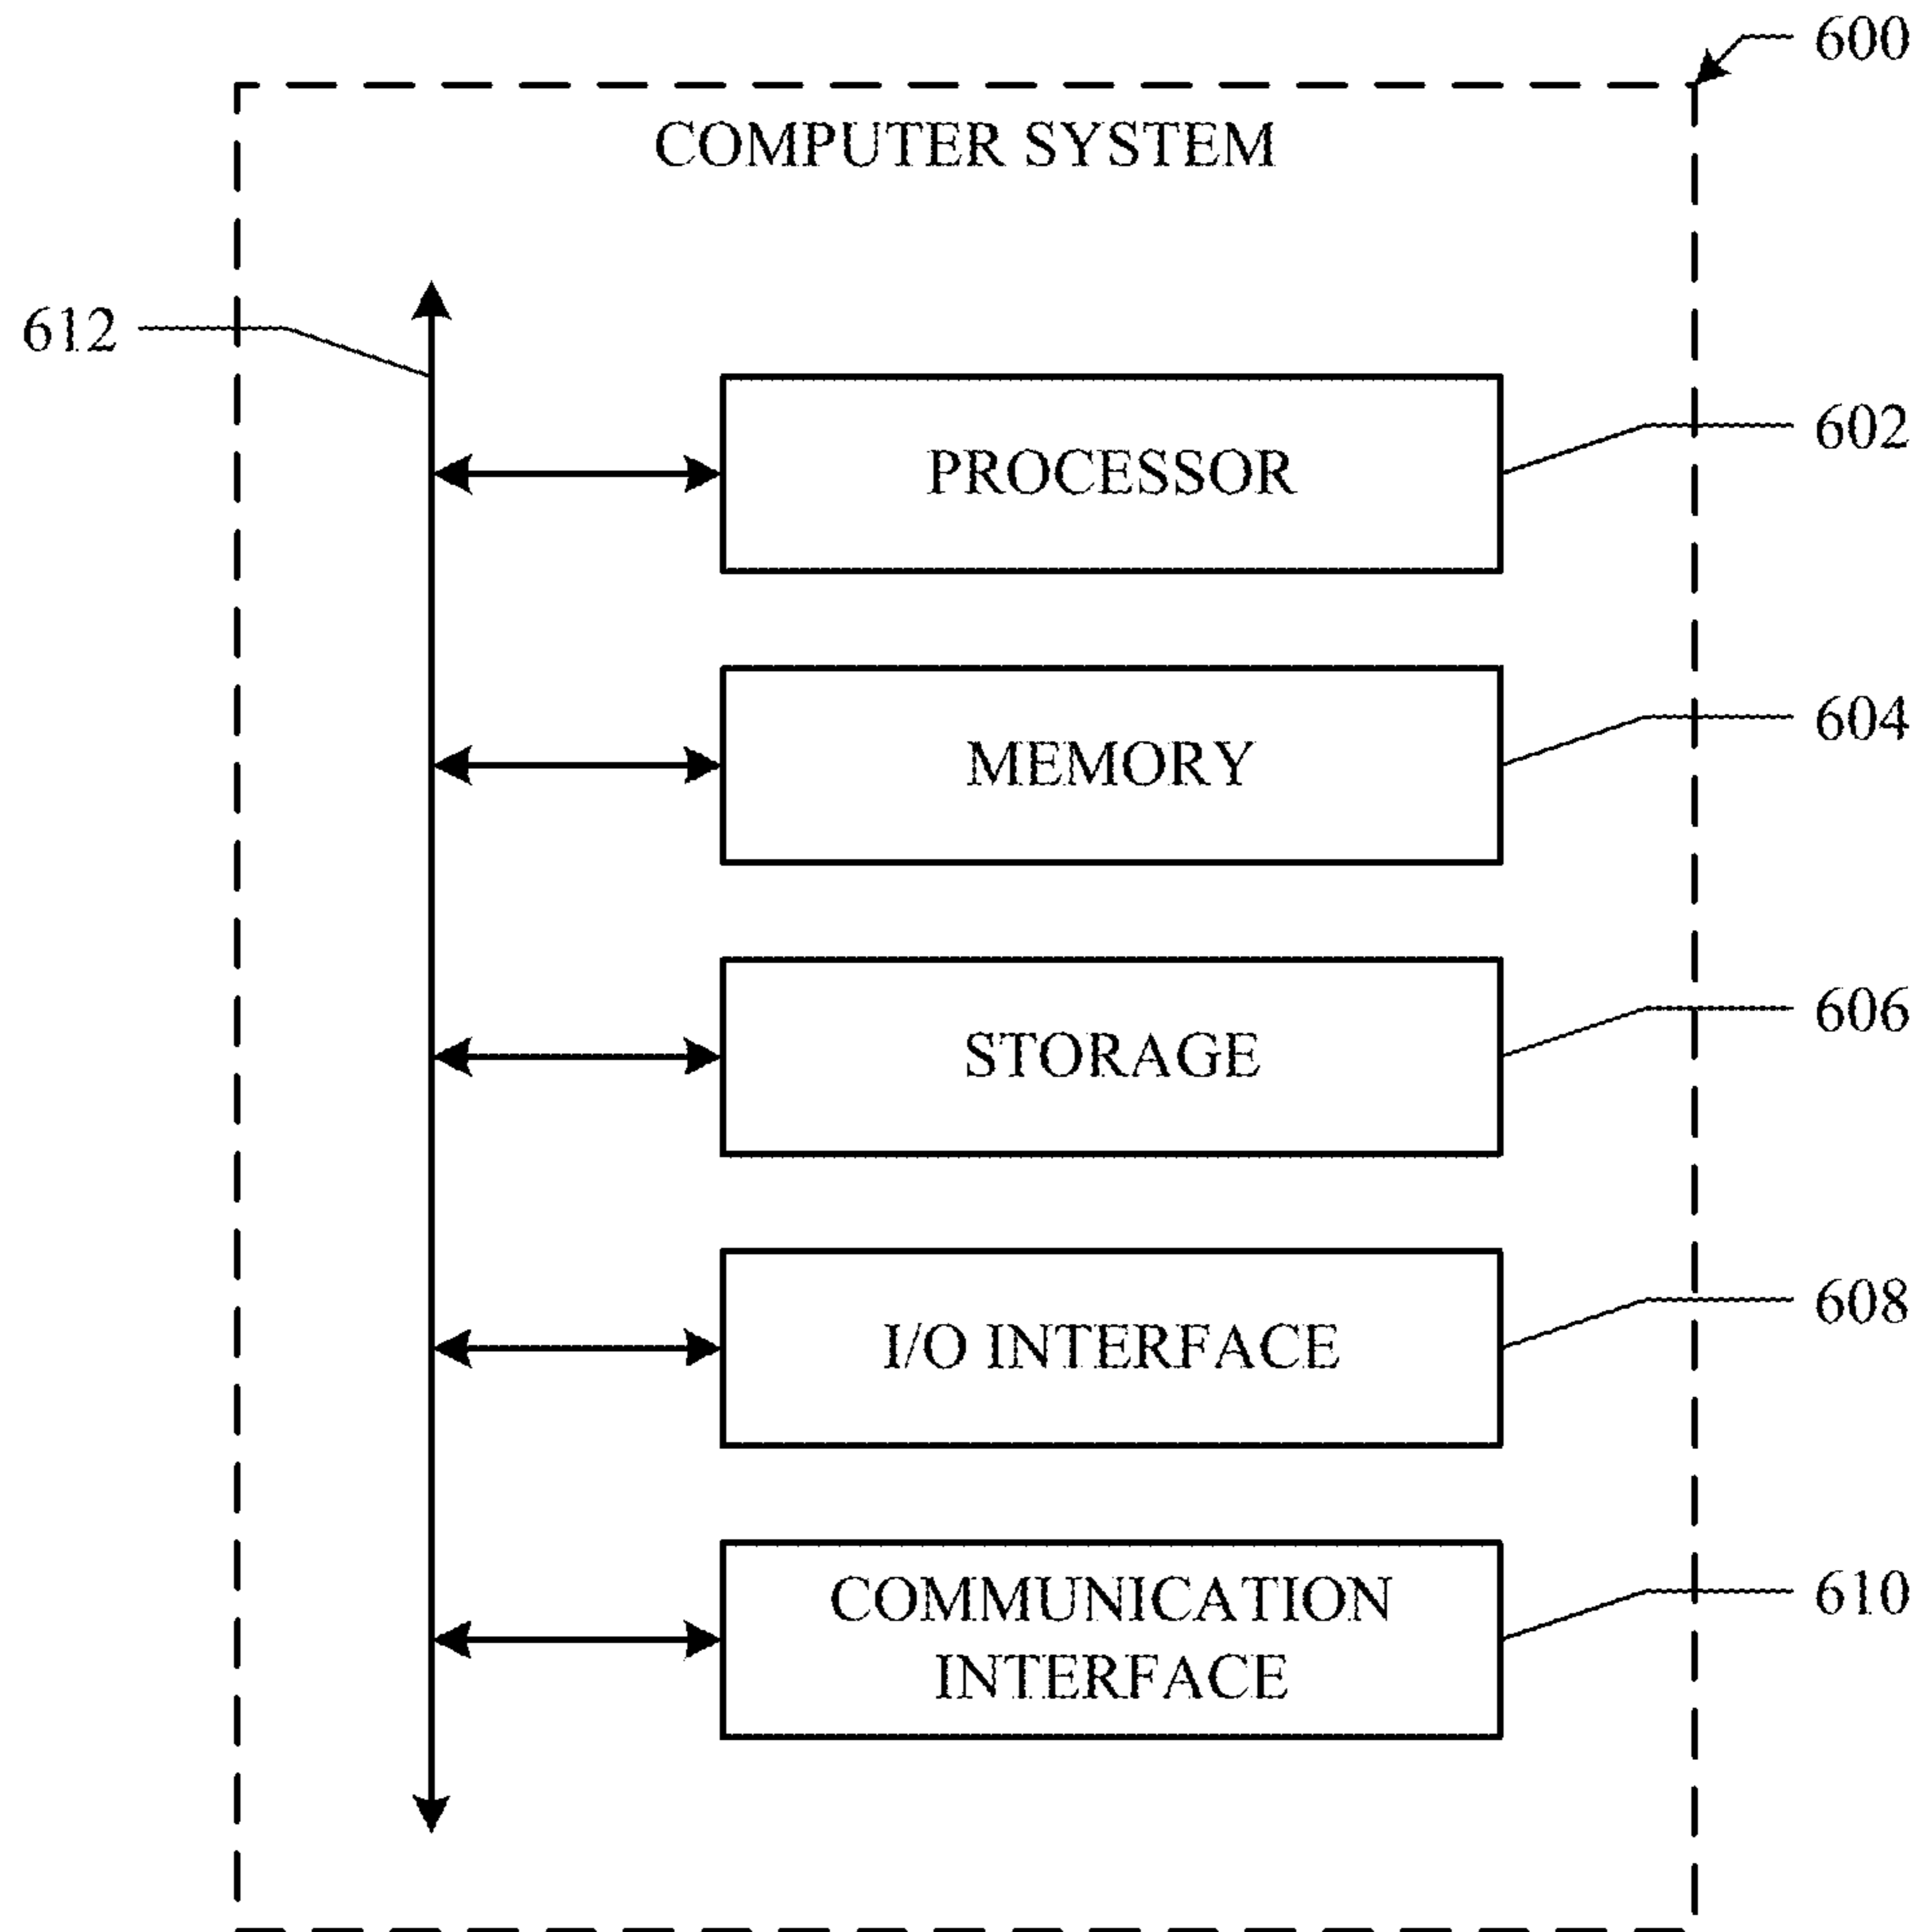 600
COMPUTER SYSTEM
612
PROCESSOR
602
MEMORY
604
STORAGE
606
I/O INTERFACE
608
COMMUNICATION
INTERFACE
610